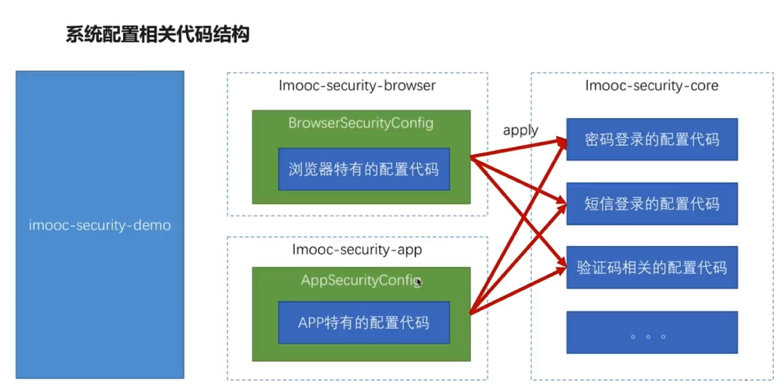 系统配置相关代码结构
imooc-security-demo
Imooc-security-browser
BrowserSecurityConfig
浏览器特有的配置代码
Imooc-security-app
AppSecurityConfig
APP特有的配置代码
apply
Imooc-security-core
密码登录的配置代码
短信登录的配置代码
验证码相关的配置代码
。。。